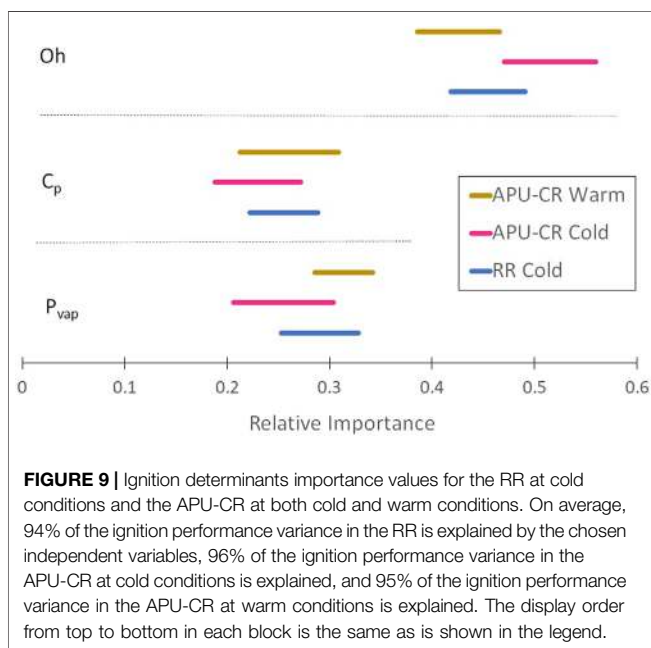 Oh
Cp
Pvap
APU-CR Warm
APU-CR Cold
RR Cold
0 0.1 0.2 0.3 0.4 0.5 0.6
Relative Importance
FIGURE 9 | Ignition determinants importance values for the RR at cold
conditions and the APU-CR at both cold and warm conditions. On average,
94% of the ignition performance variance in the RR is explained by the chosen
independent variables, 96% of the ignition performance variance in the
APU-CR at cold conditions is explained, and 95% of the ignition performance
variance in the APU-CR at warm conditions is explained. The display order
from top to bottom in each block is the same as is shown in the legend.